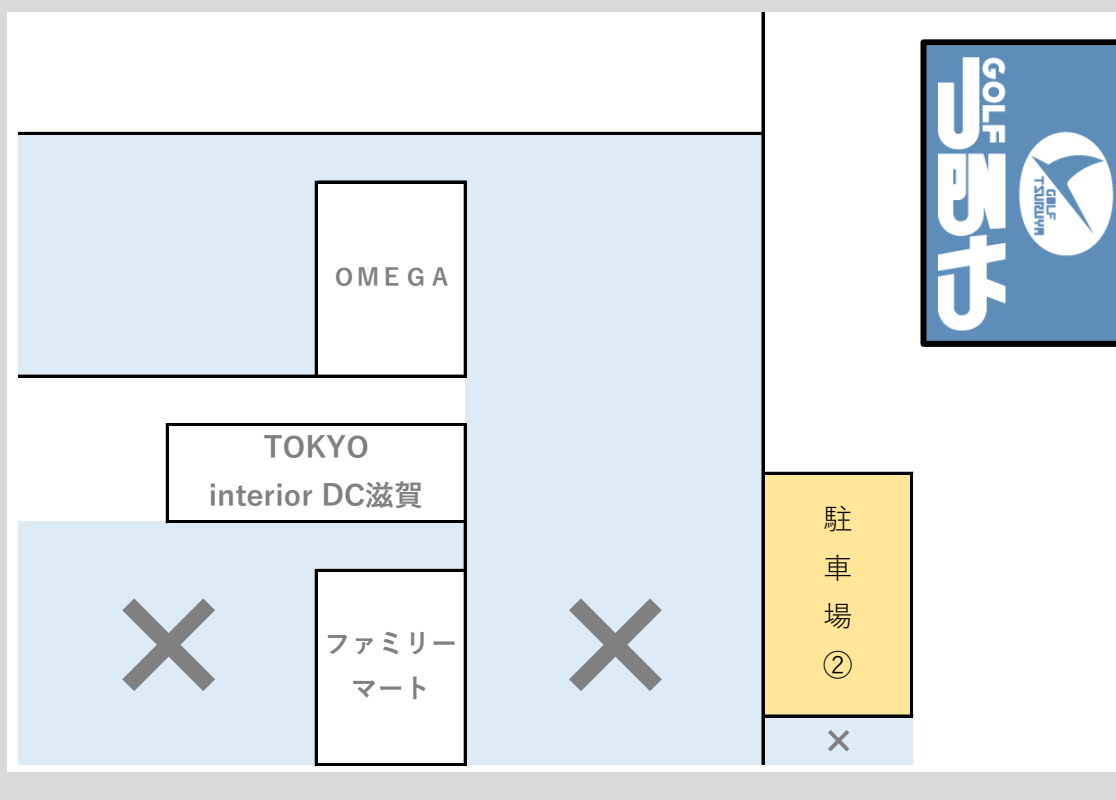 GOLF
つるや
GOLF
TSURUYA
OMEGA
TOKYO
interior DC滋賀
ファミリー
マート
駐
車
場
②
×
×
×